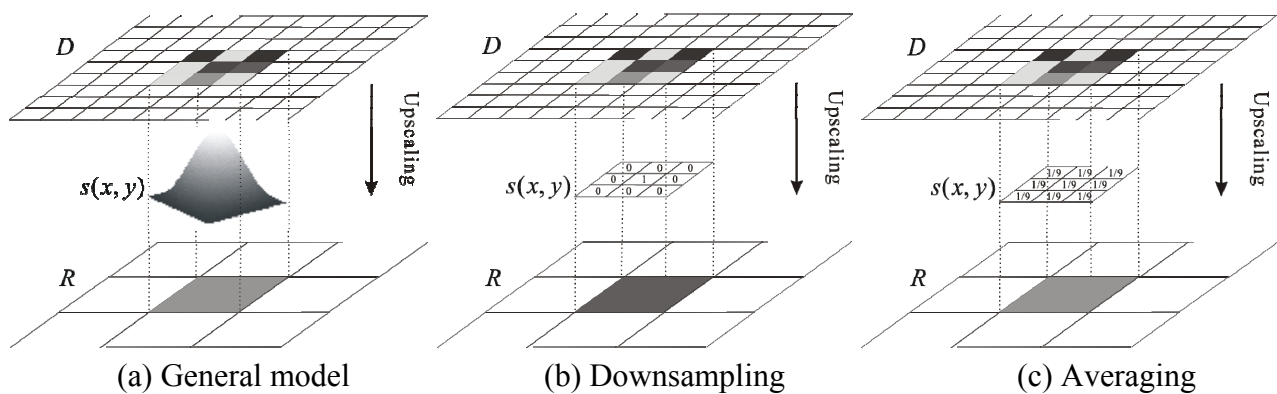 D
Upscaling
s(x, y)
R
(a) General model
D
Upscaling
0 0 0
0 1 0
0 0 0
s(x, y)
R
(b) Downsampling
D
Upscaling
1/9 1/9 1/9
1/9 1/9 1/9
1/9 1/9 1/9
s(x, y)
R
(c) Averaging